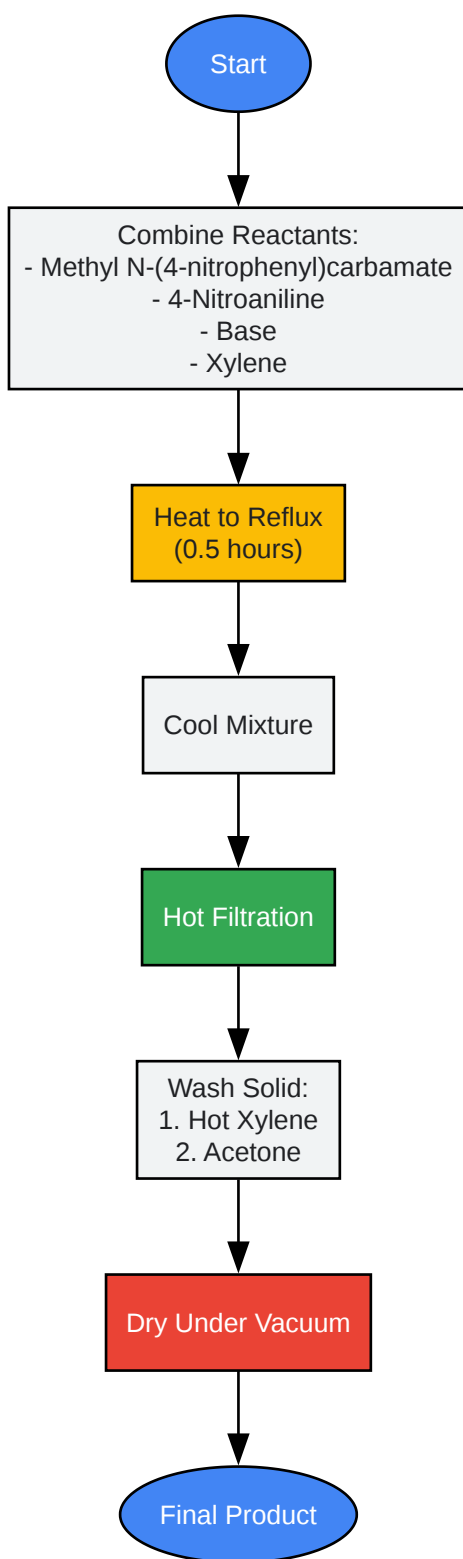 Start
Combine Reactants:
- Methyl N-(4-nitrophenyl)carbamate
- 4-Nitroaniline
- Base
- Xylene
Heat to Reflux
(0.5 hours)
Cool Mixture
Hot Filtration
Wash Solid:
1. Hot Xylene
2. Acetone
Dry Under Vacuum
Final Product